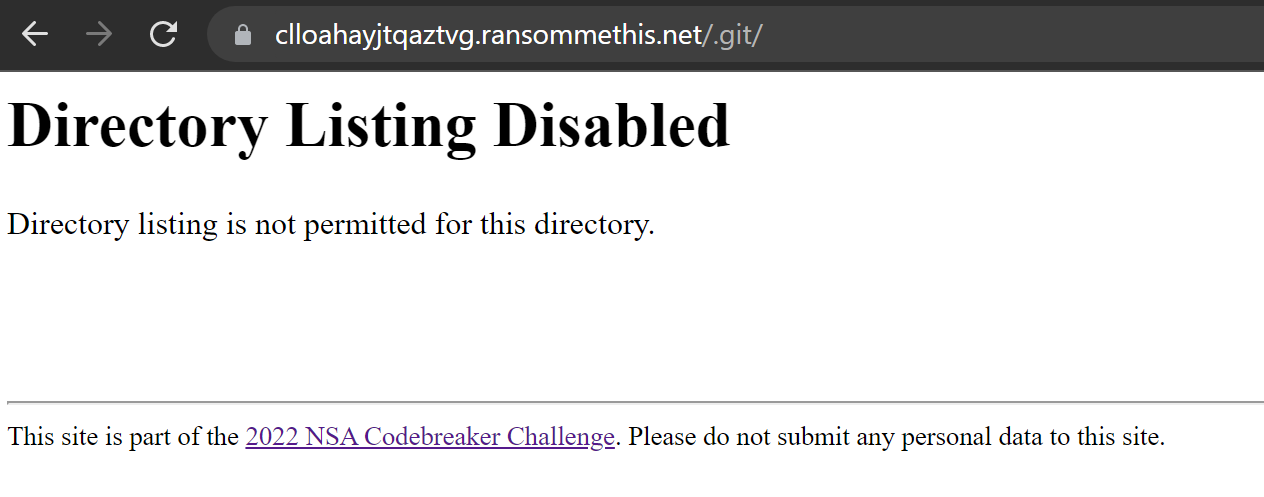 clloahayjtqaztvg.ransommethis.net/.git/
Directory Listing Disabled
Directory listing is not permitted for this directory.
This site is part of the 2022 NSA Codebreaker Challenge. Please do not submit any personal data to this site.